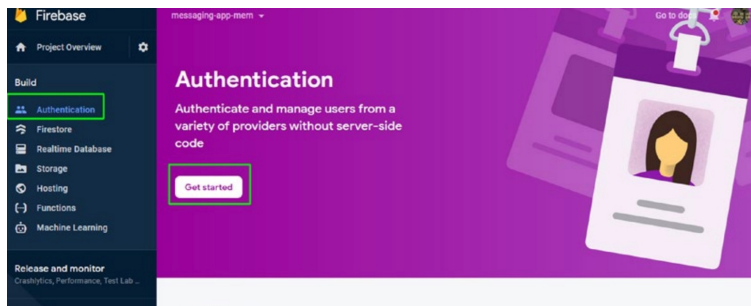 Firebase
messaging-app-mem
Go to docs
Project Overview
Build
Authentication
Firestore
Realtime Database
Storage
Hosting
Functions
Machine Learning
Release and monitor
Crashlytics, Performance, Test Lab ...
Authentication
Authenticate and manage users from a
variety of providers without server-side
code
Get started